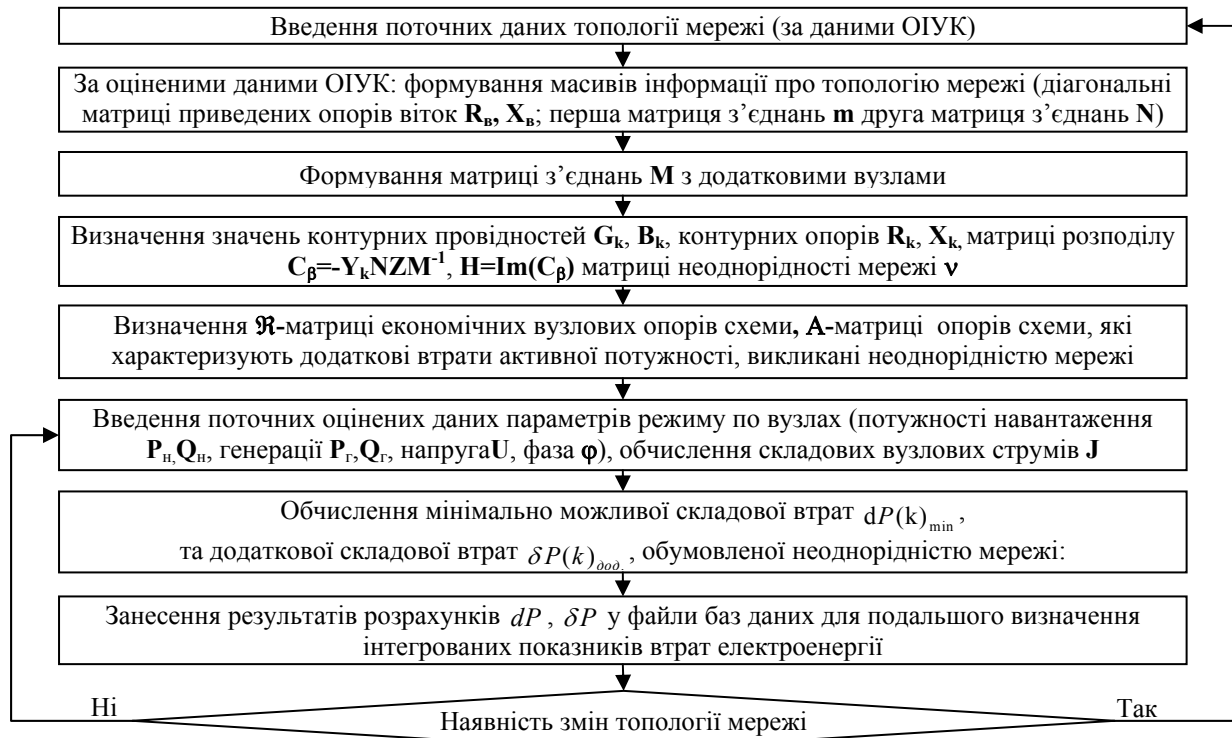 Введення поточних даних топології мережі (за даними ОІУК)
За оціненими даними ОІУК: формування масивів інформації про топологію мережі (діагональні
матриці приведених опорів віток Rв, Xв; перша матриця з’єднань m друга матриця з’єднань N)
Формування матриці з’єднань M з додатковими вузлами
Визначення значень контурних провідностей Gk, Bk, контурних опорів Rk, Xk, матриці розподілу
Cβ=-YkNZM-1, H=Im(Cβ) матриці неоднорідності мережі ν
Визначення ℜ-матриці економічних вузлових опорів схеми, A-матриці опорів схеми, які
характеризують додаткові втрати активної потужності, викликані неоднорідністю мережі
Введення поточних оцінених даних параметрів режиму по вузлах (потужності навантаження
Pн,Qн, генерації Pг,Qг, напругаU, фаза φ), обчислення складових вузлових струмів J
Обчислення мінімально можливої складової втрат dP(k)min ,
та додаткової складової втрат δP(k)дод. , обумовленої неоднорідністю мережі:
Занесення результатів розрахунків dP , δP у файли баз даних для подальшого визначення
інтегрованих показників втрат електроенергії
Ні
Наявність змін топології мережі
Так